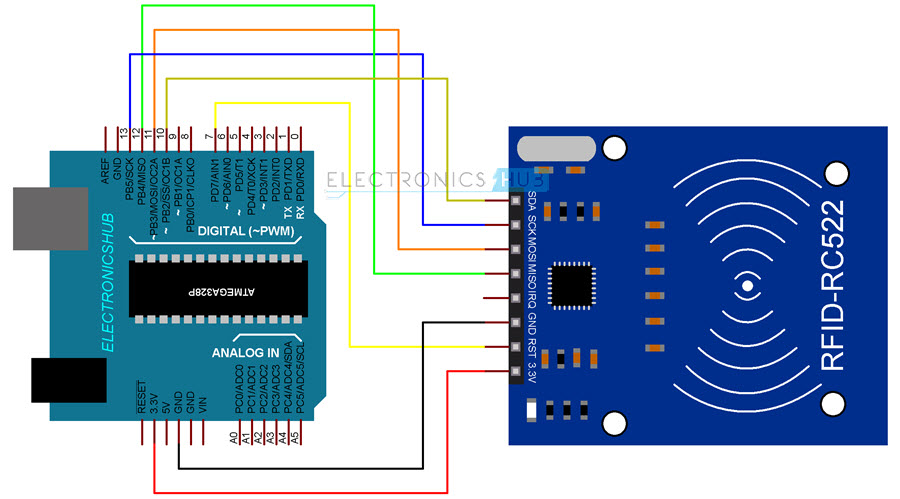 13
12
11
10
9
8
7
6
5
4
3
2
1
0
AREF
GND
PB5/SCK
PB4/MISO
~PB3/MOSI/OC2A
~PB2/SS/OC1B
~PB1/OC1A
PB0/ICP1/CLKO
PD7/AIN1
~PD6/AIN0
~PD5/T1
PD4/T0/XCK
~PD3/INT1
PD2/INT0
TX PD1/TXD
RX PD0/RXD
ELECTRONICS HUB
DIGITAL (~PWM)
ELECTRONICSHUB
ATMEGA328P
ANALOG IN
RESET
3.3V
5V
GND
GND
VIN
PC0/ADC0
PC1/ADC1
PC2/ADC2
PC3/ADC3
PC4/ADC4/SDA
PC5/ADC5/SCL
A0
A1
A2
A3
A4
A5
SDA
SCK
MOSI
MISO
IRQ
GND
RST
3.3V
RFID-RC522